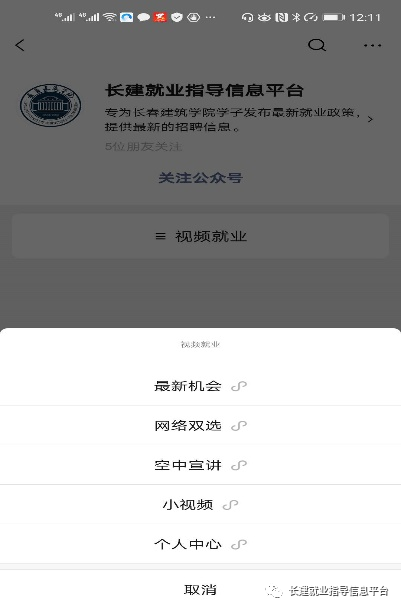 12:11
长建就业指导信息平台
专为长春建筑学院学子发布最新就业政策，
提供最新的招聘信息。
5位朋友关注
关注公众号
视频就业
视频就业
最新机会
网络双选
空中宣讲
小视频
个人中心
取消
长建就业指导信息平台